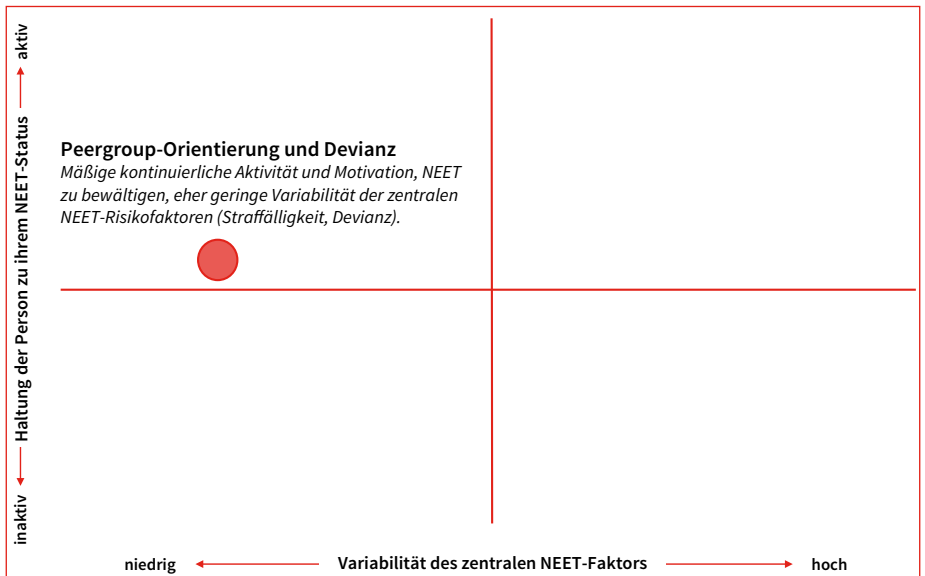 aktiv
Haltung der Person zu ihrem NEET-Status
inaktiv
Peergroup-Orientierung und Devianz
Mäßige kontinuierliche Aktivität und Motivation, NEET
zu bewältigen, eher geringe Variabilität der zentralen
NEET-Risikofaktoren (Straffälligkeit, Devianz).
niedrig
Variabilität des zentralen NEET-Faktors
hoch